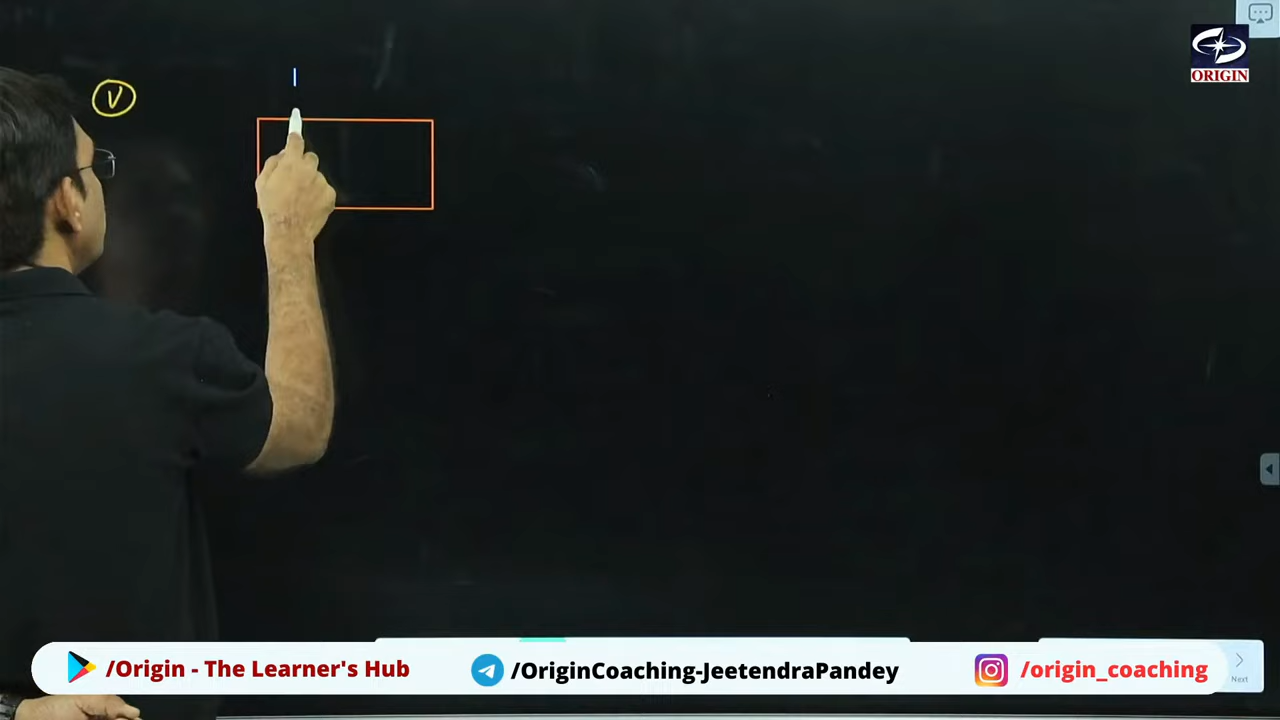 ORIGIN
V
/Origin - The Learner's Hub
/OriginCoaching-JeetendraPandey
/origin_coaching
Next